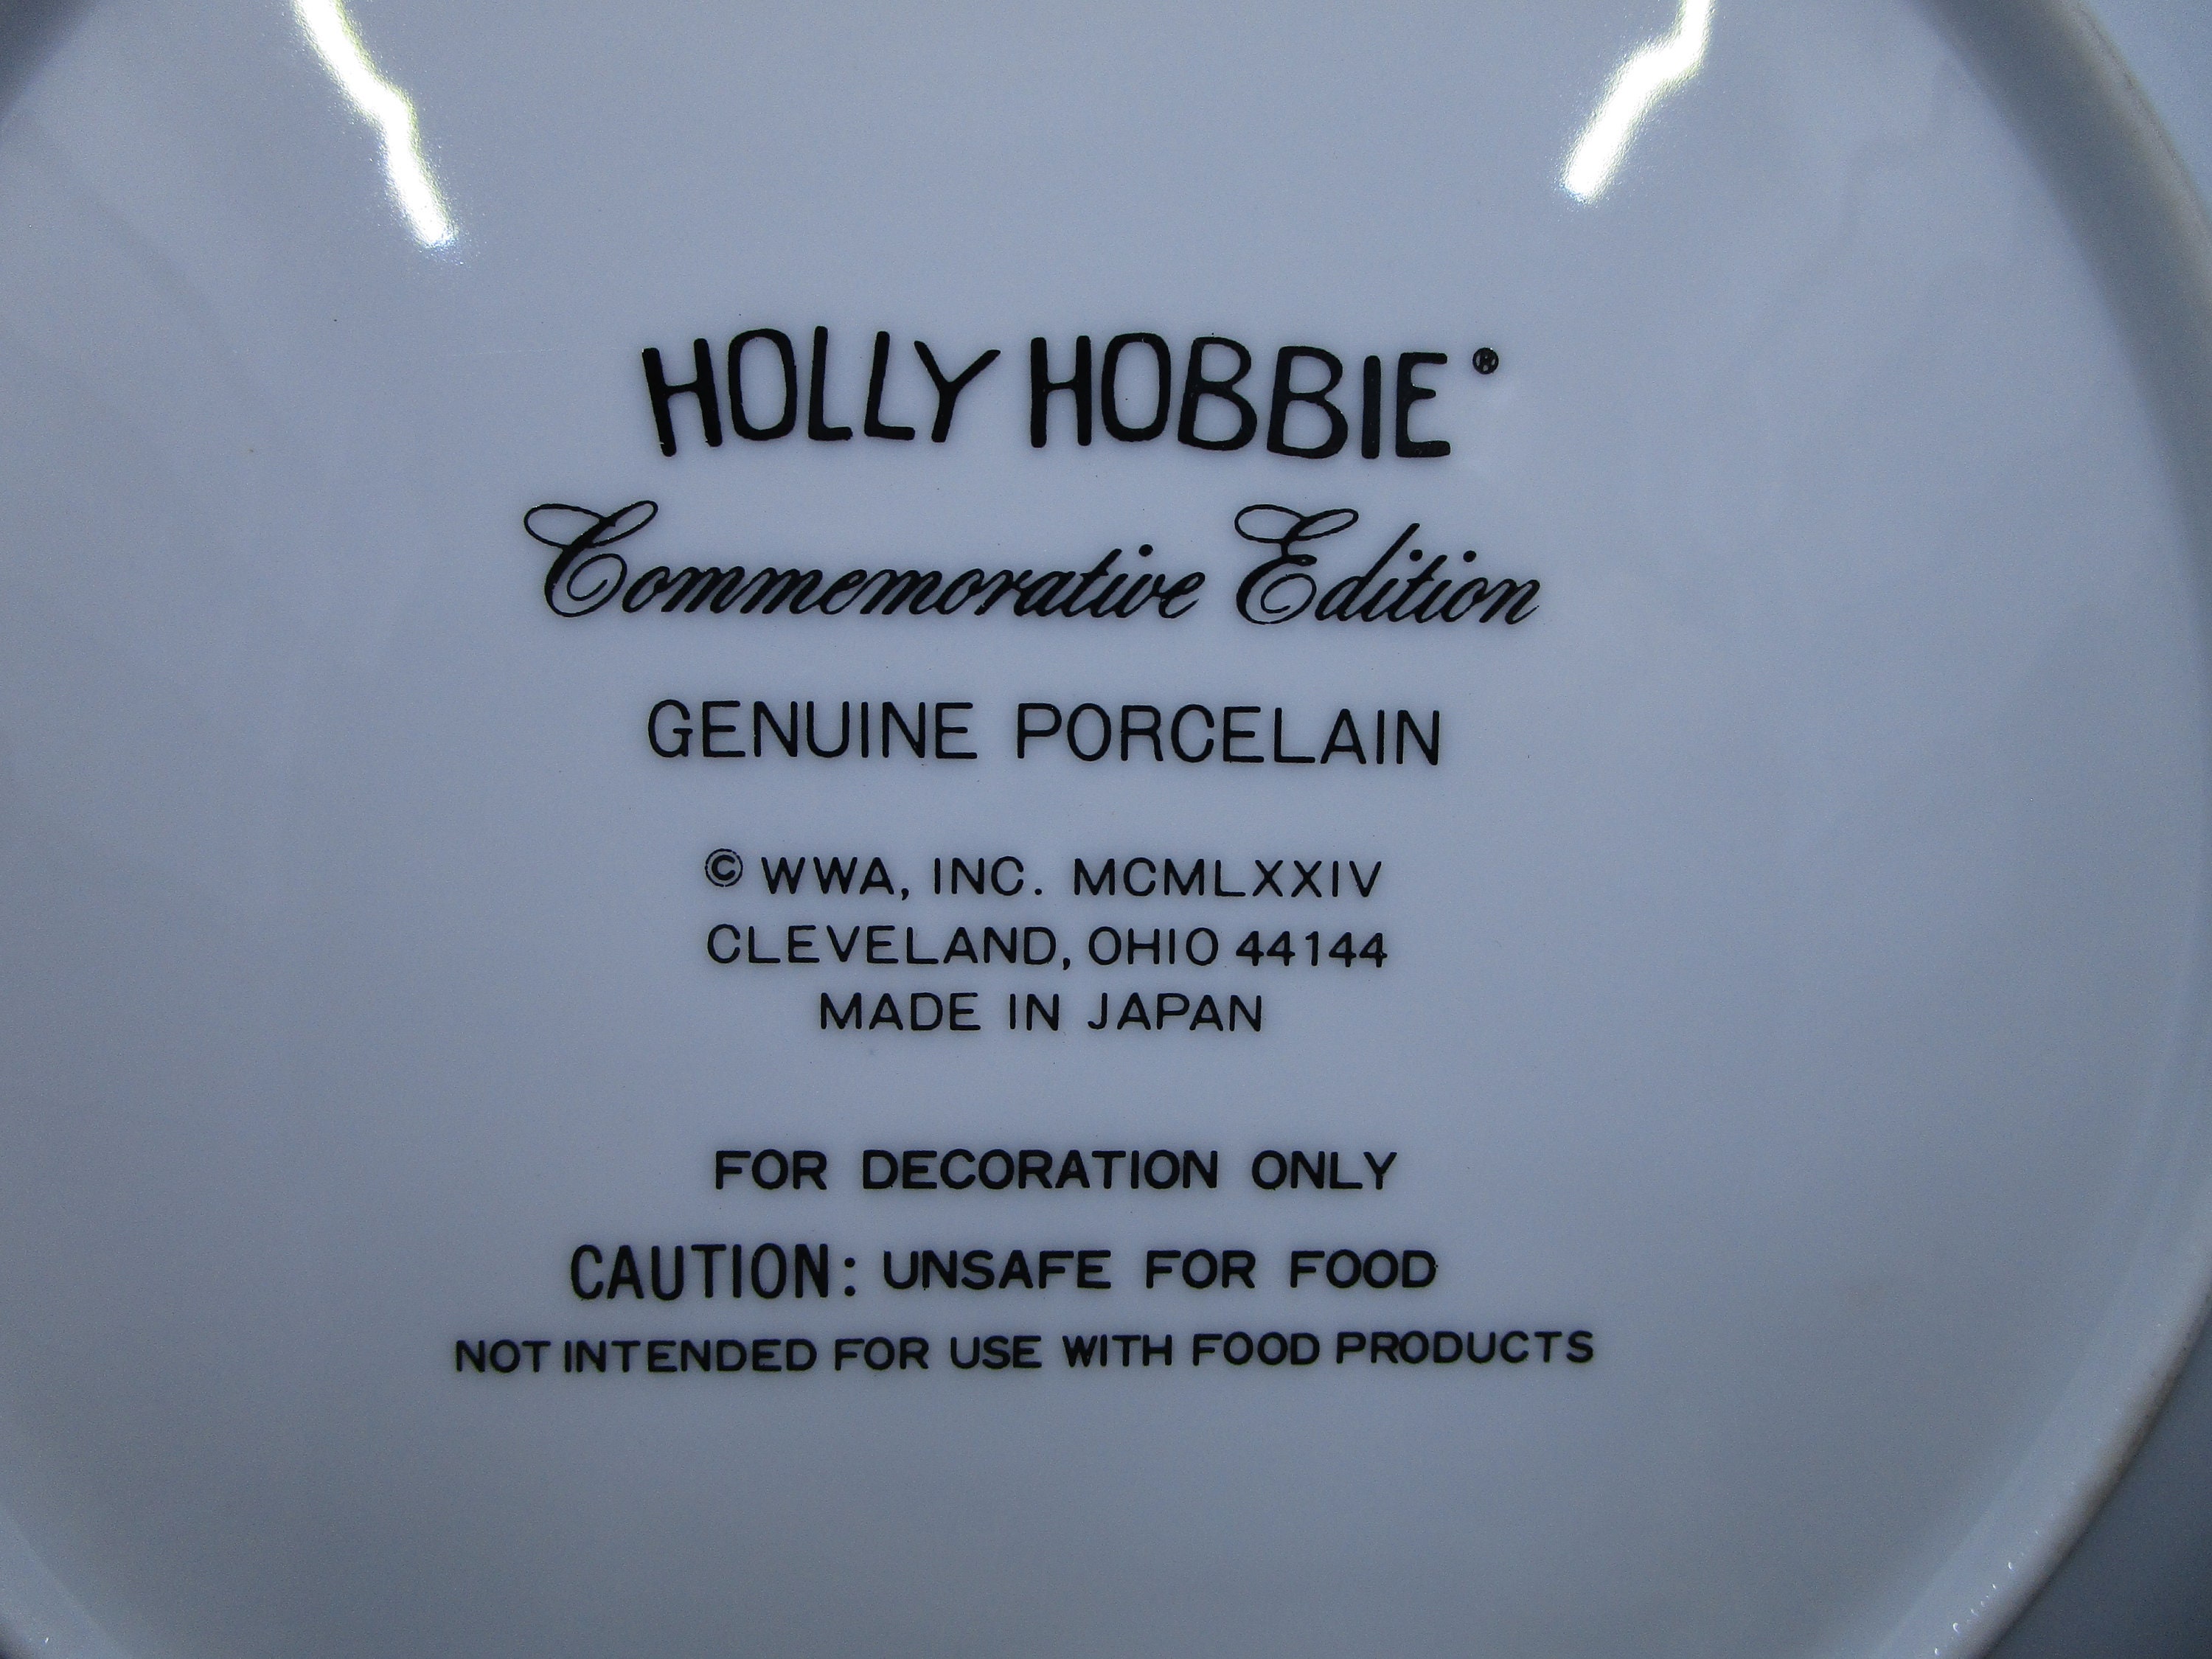 HOLLY HOBBIE®
Commemorative Edition
GENUINE PORCELAIN
© WWA, INC. MCMLXXIV
CLEVELAND, OHIO 44144
MADE IN JAPAN
FOR DECORATION ONLY
CAUTION: UNSAFE FOR FOOD
NOT INTENDED FOR USE WITH FOOD PRODUCTS